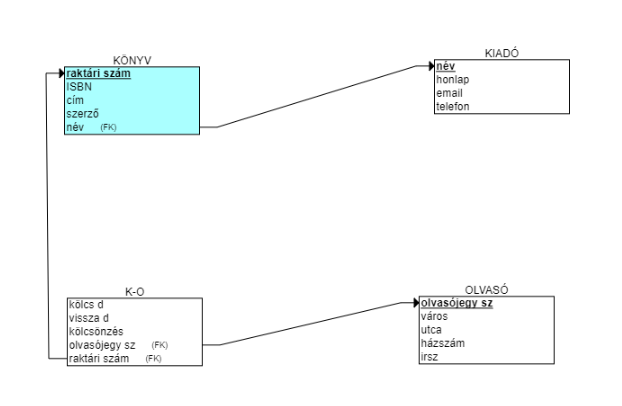 KÖNYV
raktári szám
ISBN
cím
szerző
név (FK)
KIADÓ
név
honlap
email
telefon
K-O
kölcs d
vissza d
kölcsönzés
olvasójegy sz (FK)
raktári szám (FK)
OLVASÓ
olvasójegy sz
város
utca
házszám
irsz